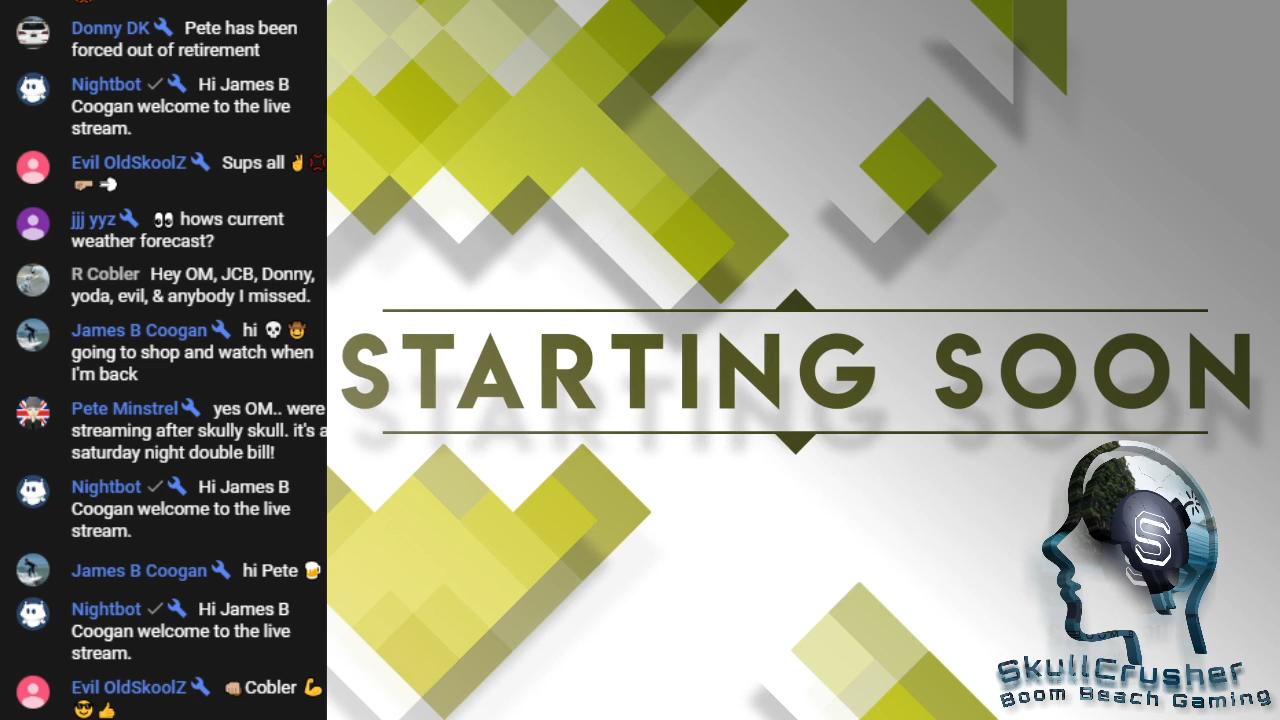 Donny DK Pete has been
forced out of retirement
Nightbot Hi James B
Coogan welcome to the live
stream.
Evil OldSkoolZ Sups all ✌💢
🤛🏼 💨
jjj yyz 👀 hows current
weather forecast?
R Cobler Hey OM, JCB, Donny,
yoda, evil, & anybody I missed.
James B Coogan hi 💀 🤠
going to shop and watch when
I'm back
Pete Minstrel yes OM.. were
streaming after skully skull. it's a
saturday night double bill!
Nightbot Hi James B
Coogan welcome to the live
stream.
James B Coogan hi Pete 🍺
Nightbot Hi James B
Coogan welcome to the live
stream.
Evil OldSkoolZ 👊🏼Cobler 💪
😎 👍
STARTING SOON
S
SkullCrusher
Boom Beach Gaming